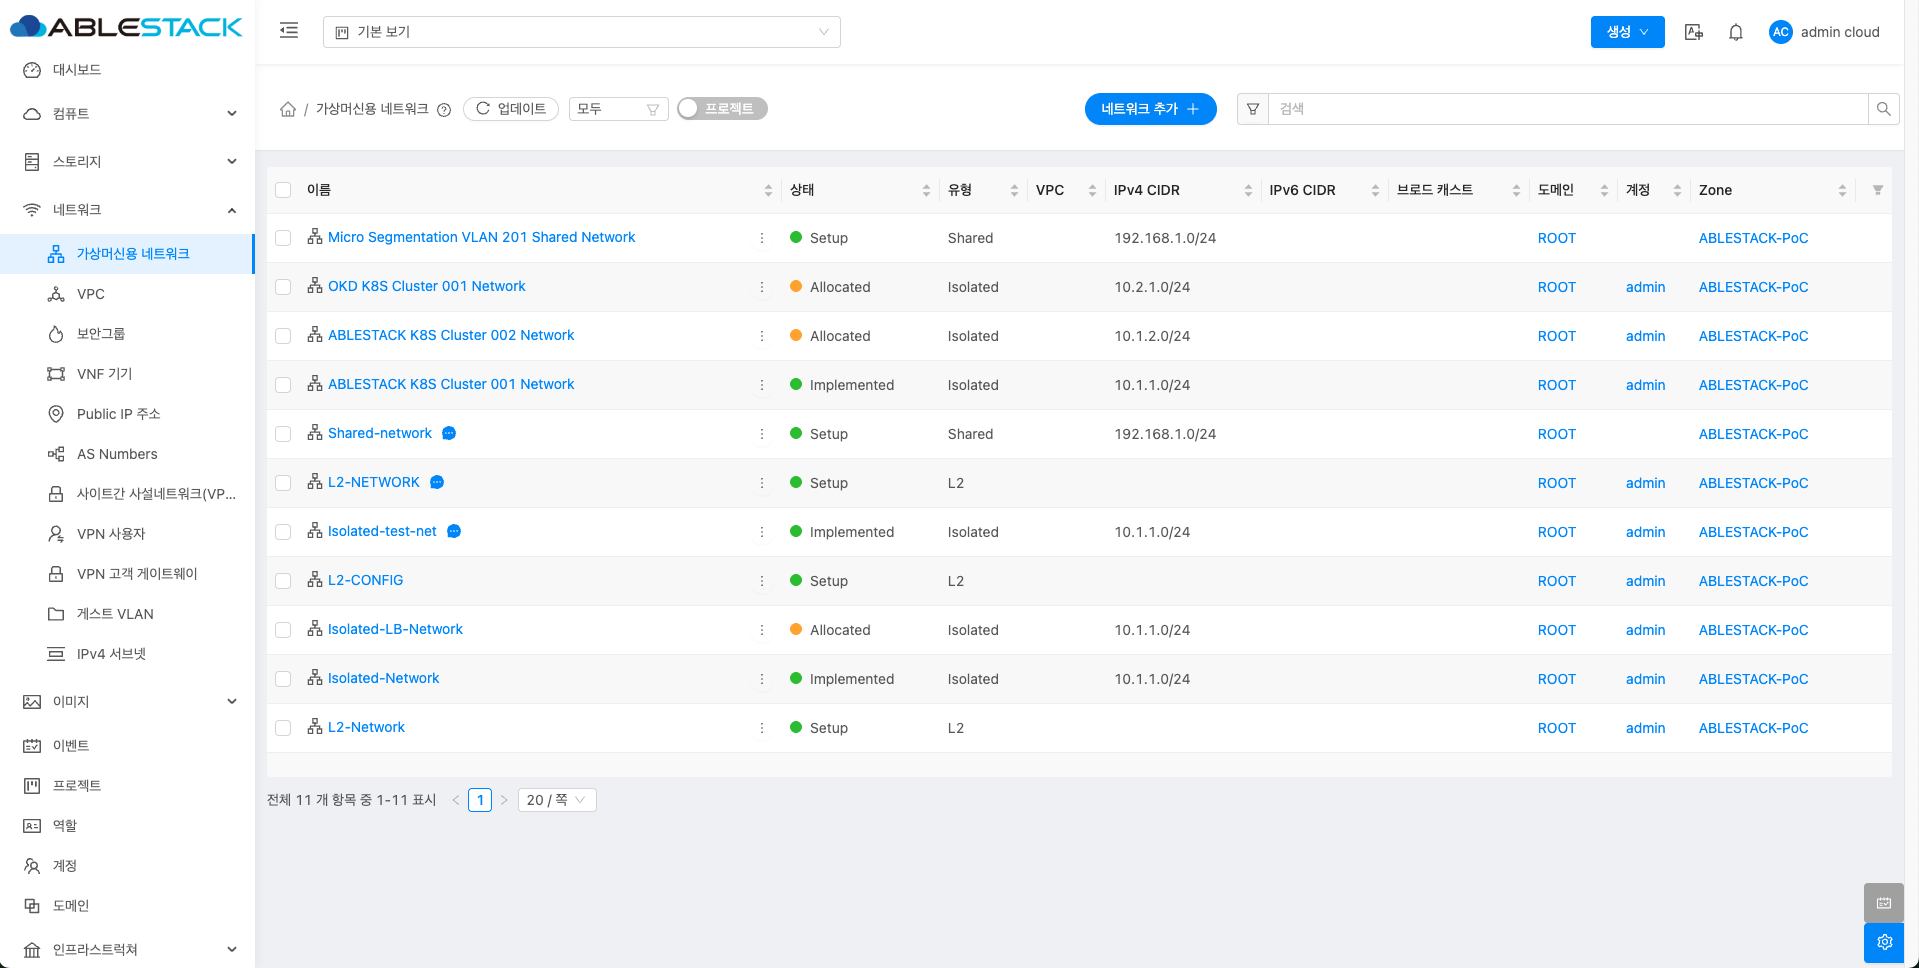 ABLESTACK
기본 보기
생성
AC
admin cloud
대시보드
컴퓨트
스토리지
네트워크
가상머신용 네트워크
VPC
보안그룹
VNF 기기
Public IP 주소
AS Numbers
사이트간 사설네트워크(VP...
VPN 사용자
VPN 고객 게이트웨이
게스트 VLAN
IPv4 서브넷
이미지
이벤트
프로젝트
역할
계정
도메인
인프라스트럭쳐
/ 가상머신용 네트워크 업데이트 모두 프로젝트 네트워크 추가 검색
이름 상태 유형 VPC IPv4 CIDR IPv6 CIDR 브로드 캐스트 도메인 계정 Zone
Micro Segmentation VLAN 201 Shared Network Setup Shared 192.168.1.0/24 ROOT ABLESTACK-PoC
OKD K8S Cluster 001 Network Allocated Isolated 10.2.1.0/24 ROOT admin ABLESTACK-PoC
ABLESTACK K8S Cluster 002 Network Allocated Isolated 10.1.2.0/24 ROOT admin ABLESTACK-PoC
ABLESTACK K8S Cluster 001 Network Implemented Isolated 10.1.1.0/24 ROOT admin ABLESTACK-PoC
Shared-network Setup Shared 192.168.1.0/24 ROOT ABLESTACK-PoC
L2-NETWORK Setup L2 ROOT admin ABLESTACK-PoC
Isolated-test-net Implemented Isolated 10.1.1.0/24 ROOT admin ABLESTACK-PoC
L2-CONFIG Setup L2 ROOT admin ABLESTACK-PoC
Isolated-LB-Network Allocated Isolated 10.1.1.0/24 ROOT admin ABLESTACK-PoC
Isolated-Network Implemented Isolated 10.1.1.0/24 ROOT admin ABLESTACK-PoC
L2-Network Setup L2 ROOT admin ABLESTACK-PoC
전체 11 개 항목 중 1-11 표시 < 1 > 20 / 쪽